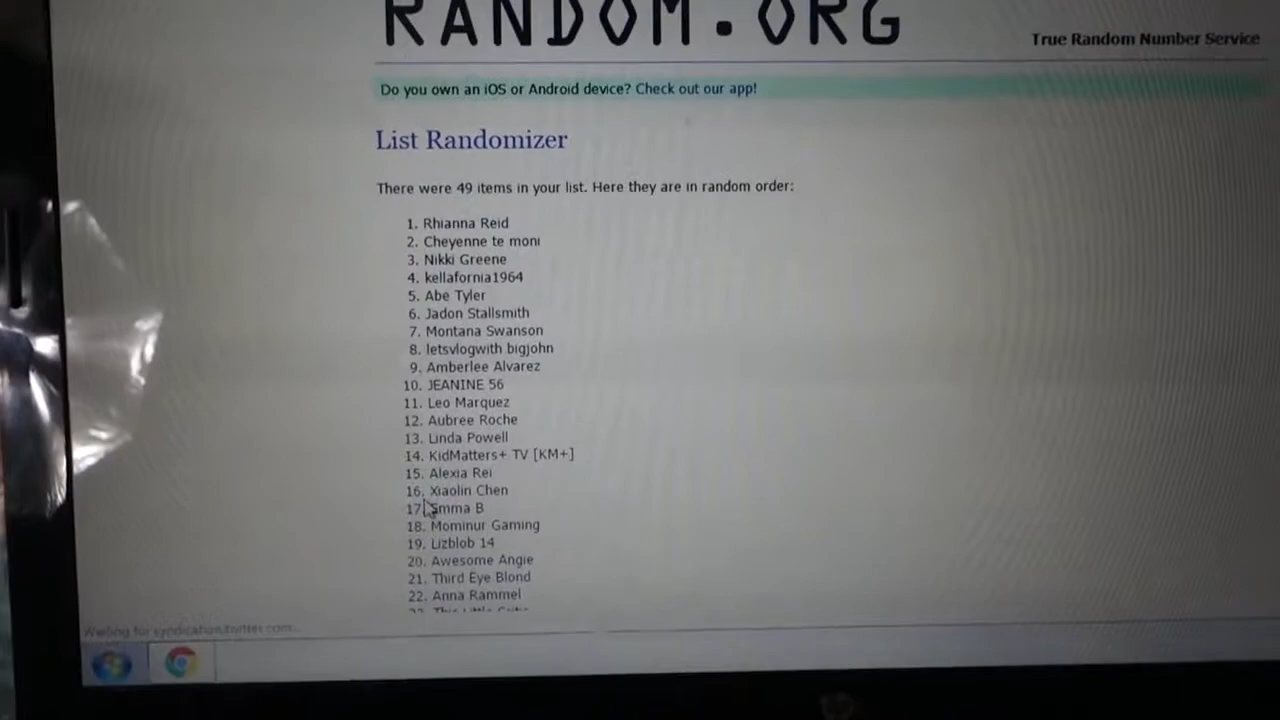 RANDOM.ORG
True Random Number Service
Do you own an iOS or Android device? Check out our app!
List Randomizer
There were 49 items in your list. Here they are in random order:
1. Rhianna Reid
2. Cheyenne te moni
3. Nikki Greene
4. kellafornia1964
5. Abe Tyler
6. Jadon Stallsmith
7. Montana Swanson
8. letsvlogwith bigjohn
9. Amberlee Alvarez
10. JEANINE 56
11. Leo Marquez
12. Aubree Roche
13. Linda Powell
14. KidMatters+ TV [KM+]
15. Alexia Rei
16. Xiaolin Chen
17. Emma B
18. Mominur Gaming
19. Lizblob 14
20. Awesome Angie
21. Third Eye Blond
22. Anna Rammel
Waiting for syndication.twitter.com...